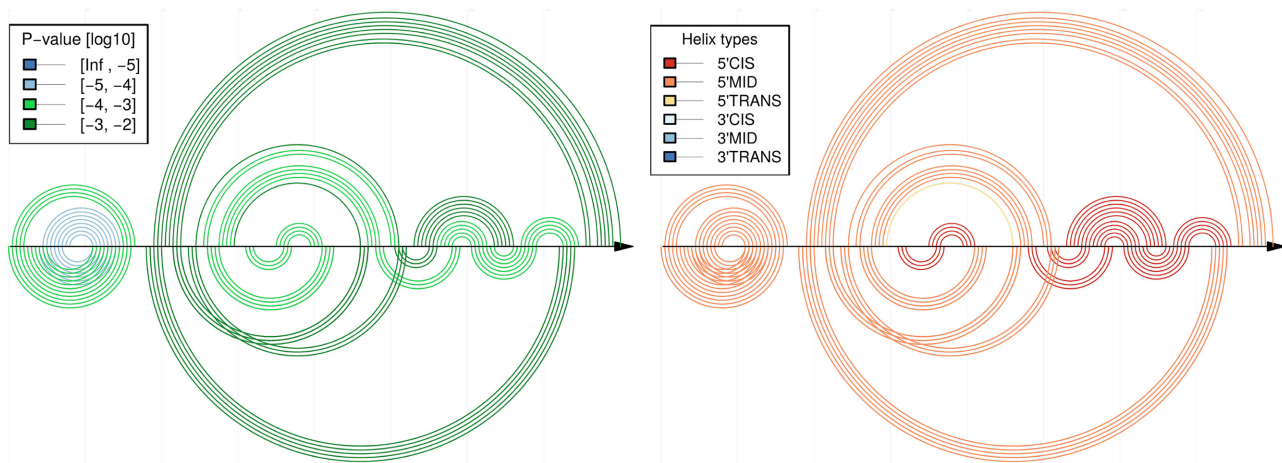 P-value [log10]
[Inf , -5]
[-5, -4]
[-4, -3]
[-3, -2]
Helix types
5'CIS
5'MID
5'TRANS
3'CIS
3'MID
3'TRANS